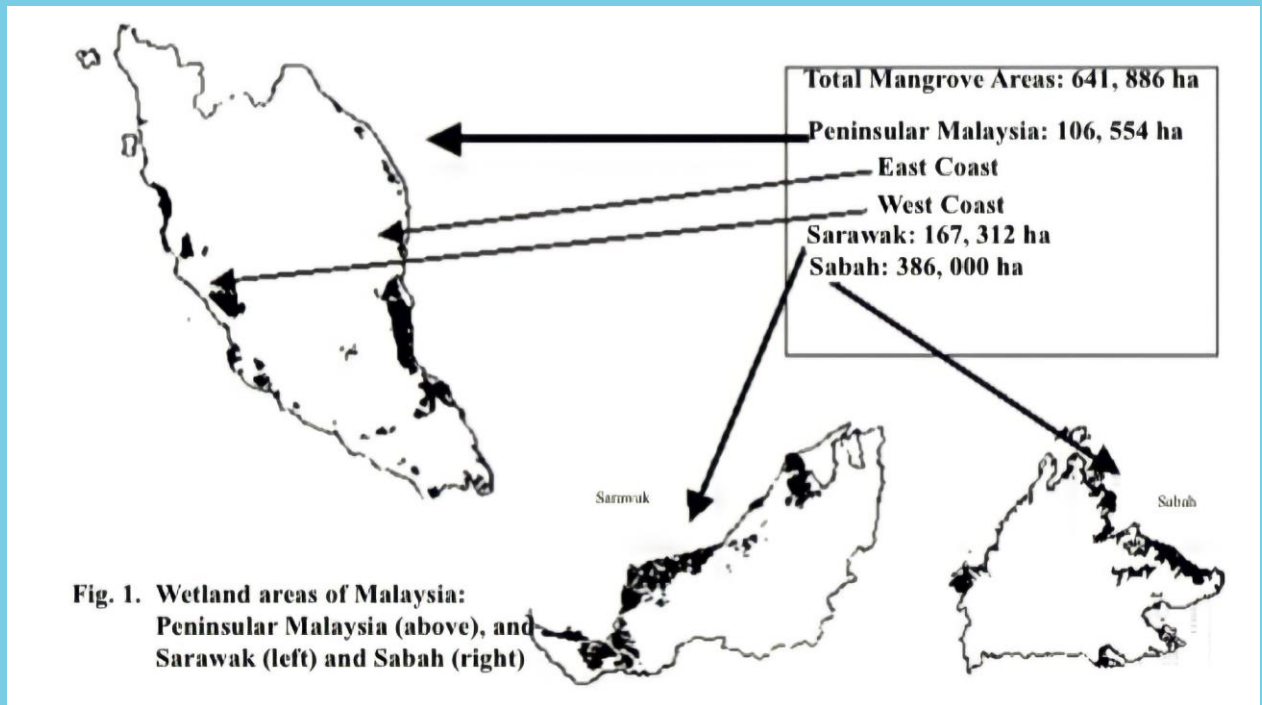 Total Mangrove Areas: 641, 886 ha
Peninsular Malaysia: 106, 554 ha
East Coast
West Coast
Sarawak: 167, 312 ha
Sabah: 386, 000 ha
Sarawak
Sabah
Fig. 1. Wetland areas of Malaysia:
Peninsular Malaysia (above), and
Sarawak (left) and Sabah (right)